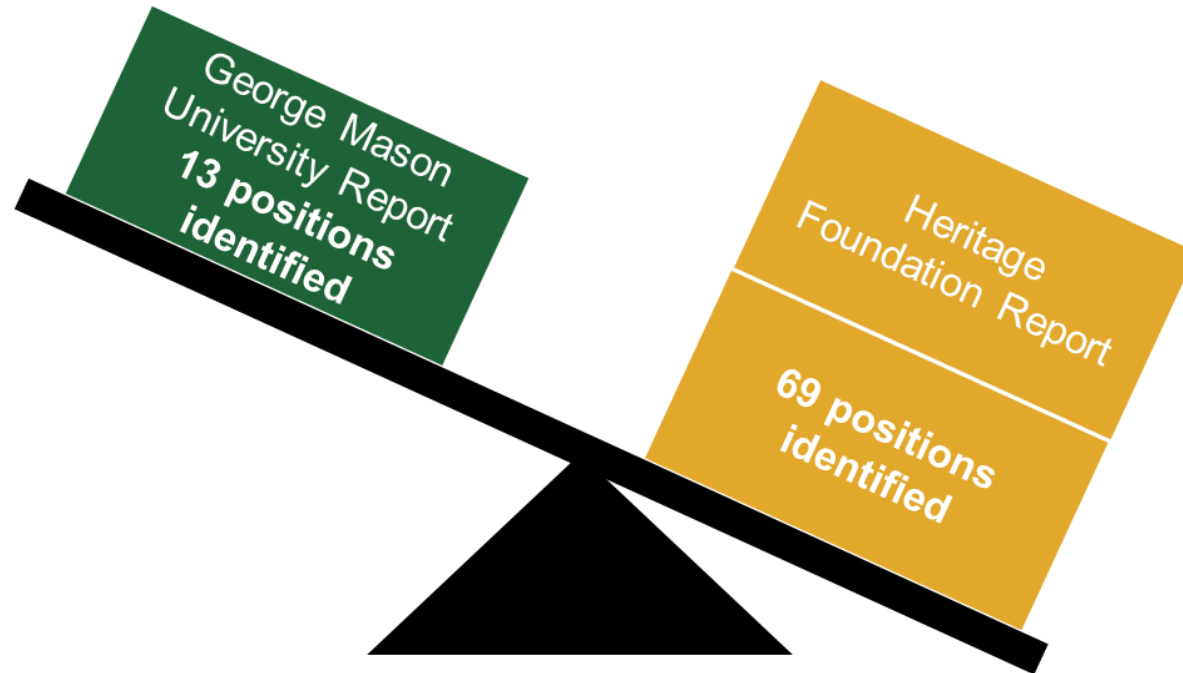 George Mason
University Report
13 positions
identified
Heritage
Foundation Report
69 positions
identified